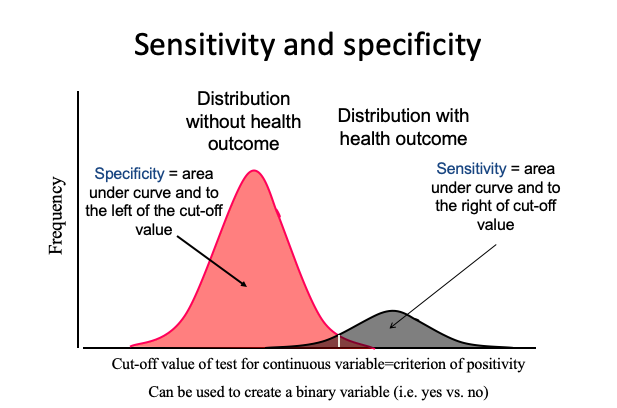 Sensitivity and specificity
Distribution
without health
outcome
Distribution with
health outcome
Specificity = area
under curve and to
the left of the cut-off
value
Sensitivity = area
under curve and to
the right of cut-off
value
Frequency
Cut-off value of test for continuous variable=criterion of positivity
Can be used to create a binary variable (i.e. yes vs. no)